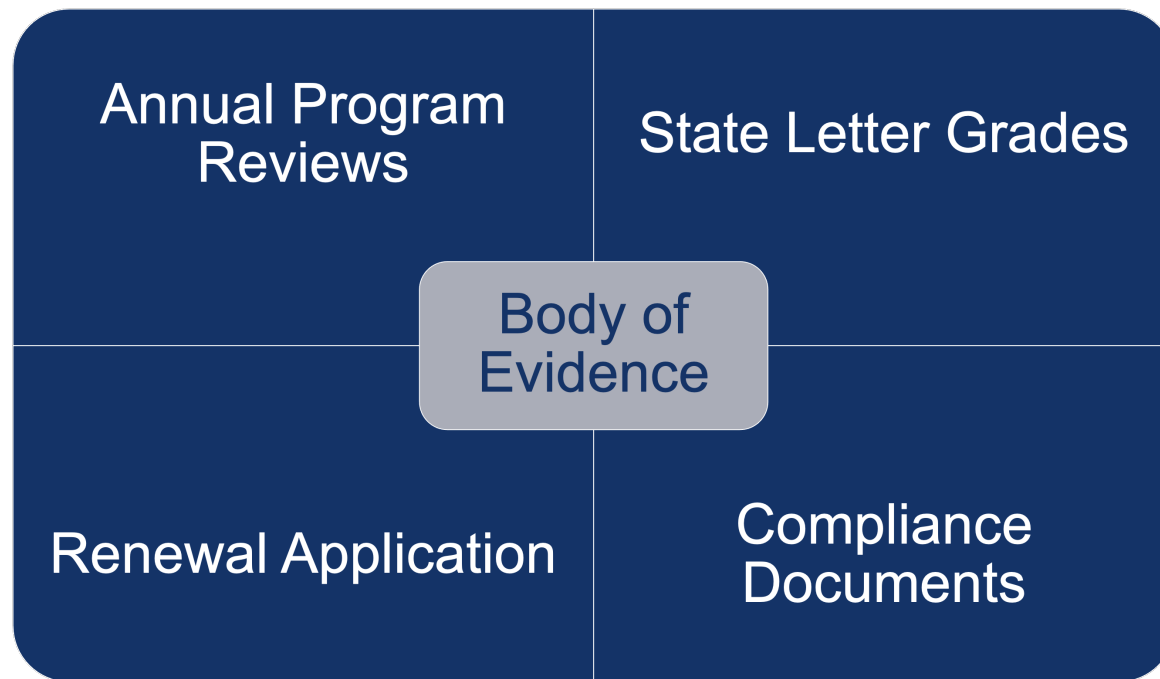 Annual Program
Reviews
State Letter Grades
Body of
Evidence
Renewal Application
Compliance
Documents